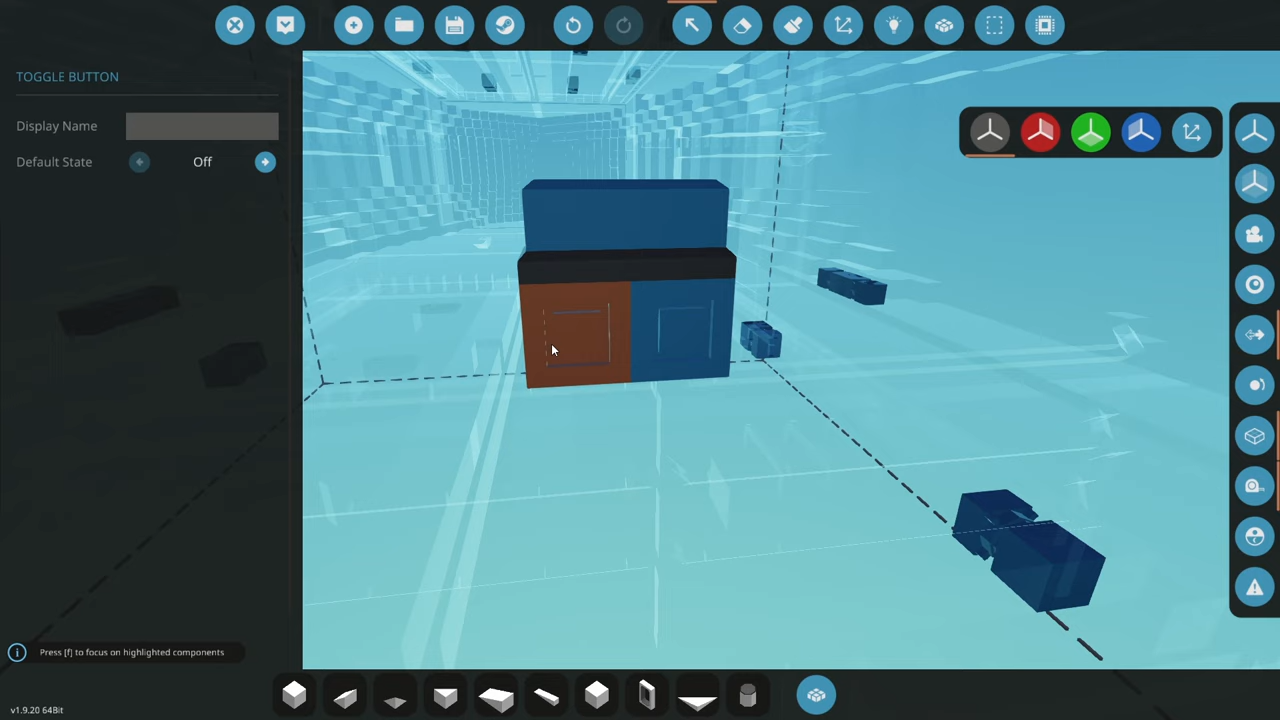 TOGGLE BUTTON
Display Name
Default State Off
Press [f] to focus on highlighted components
v1.9.20 64Bit